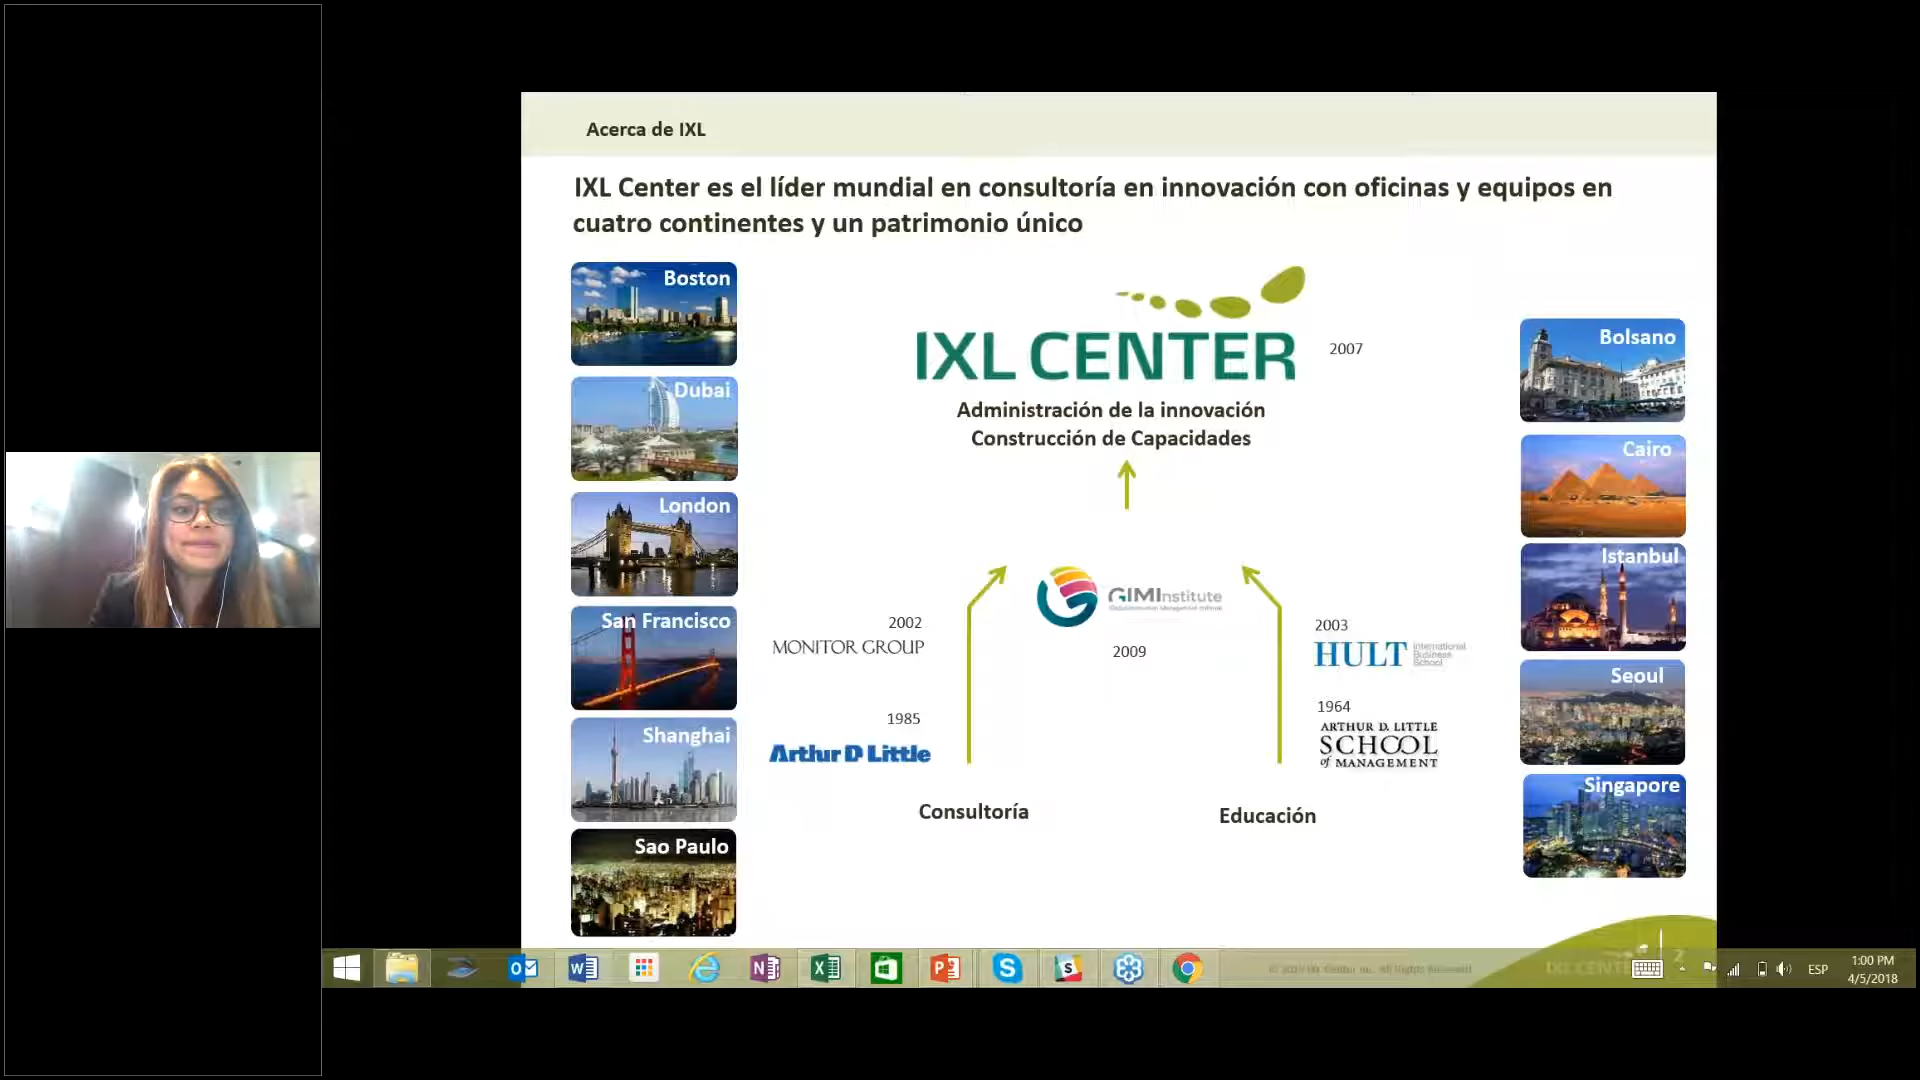 Acerca de IXL
IXL Center es el líder mundial en consultoría en innovación con oficinas y equipos en
cuatro continentes y un patrimonio único
Boston
Dubai
London
San Francisco
Shanghai
Sao Paulo
IXL CENTER
2007
Administración de la innovación
Construcción de Capacidades
GIMInstitute
2009
2002
MONITOR GROUP
1985
Arthur D Little
Consultoría
2003
HULT International
Business
School
1964
ARTHUR D. LITTLE
SCHOOL
of MANAGEMENT
Educación
Bolsano
Cairo
Istanbul
Seoul
Singapore
ESP
1:00 PM
4/5/2018